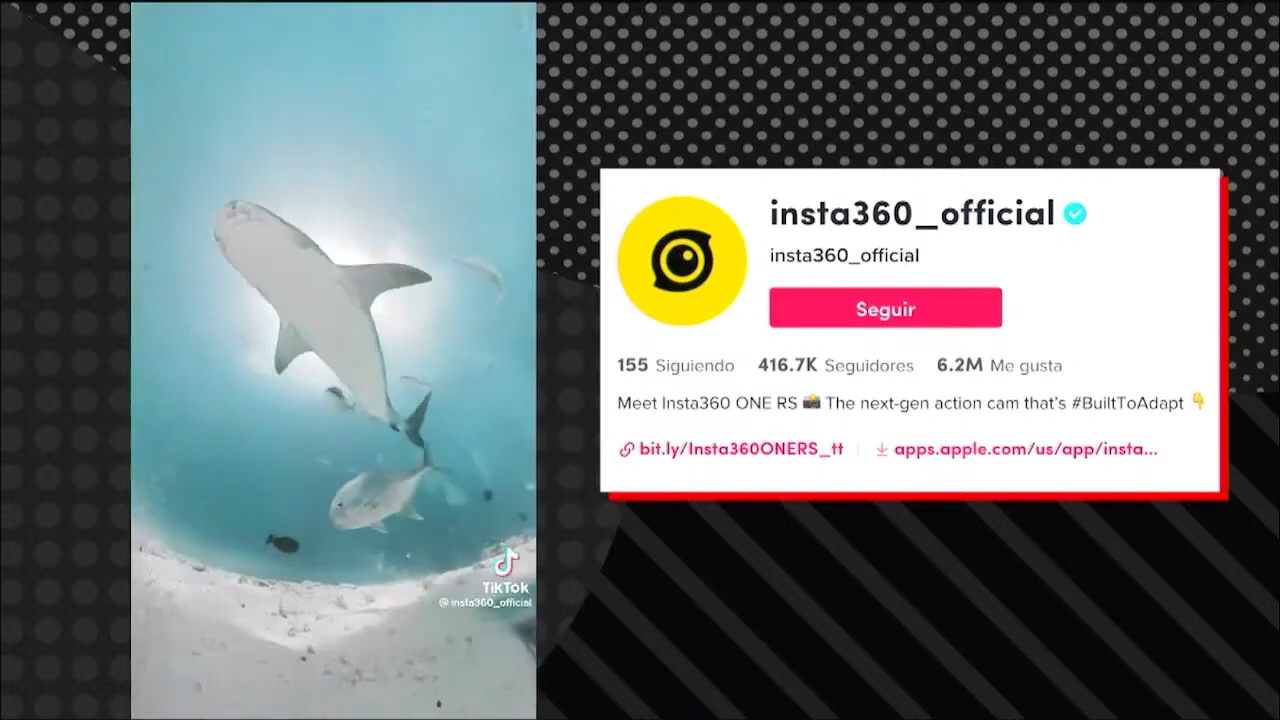 TikTok
@insta360_official
insta360_official
insta360_official
Seguir
155 Siguiendo 416.7K Seguidores 6.2M Me gusta
Meet Insta360 ONE RS 📸 The next-gen action cam that's #BuiltToAdapt 👇
bit.ly/Insta360ONERS_tt apps.apple.com/us/app/insta...